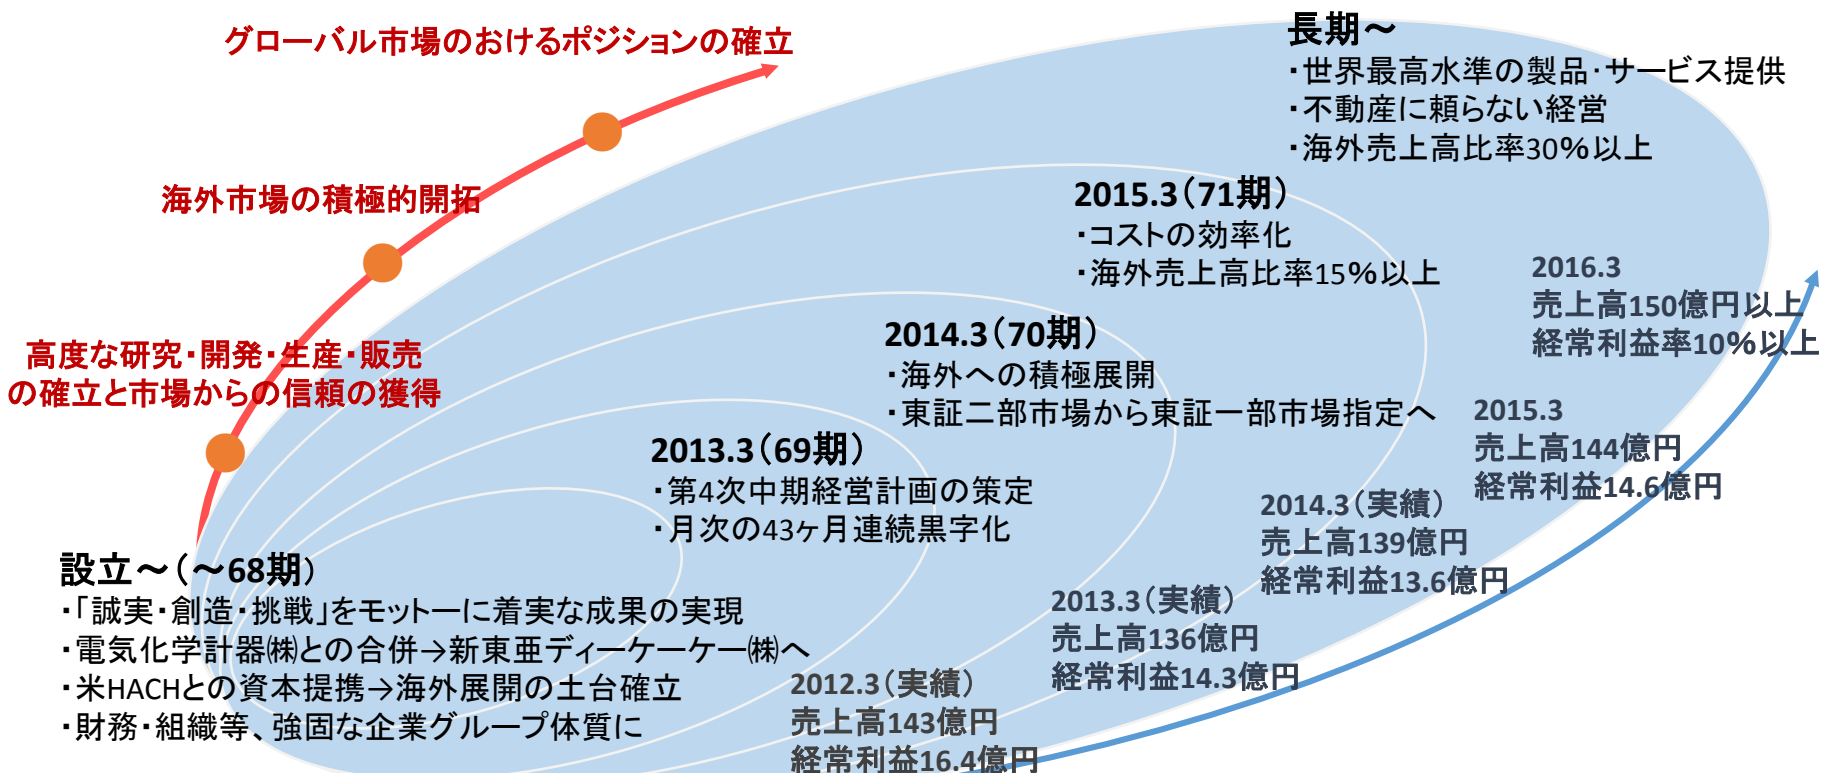 グローバル市場のおけるポジションの確立
海外市場の積極的開拓
高度な研究・開発・生産・販売
の確立と市場からの信頼の獲得
長期～
・世界最高水準の製品・サービス提供
・不動産に頼らない経営
・海外売上高比率30%以上
2015.3（71期）
・コストの効率化
・海外売上高比率15%以上
2014.3（70期）
・海外への積極展開
・東証二部市場から東証一部市場指定へ
2013.3（69期）
・第4次中期経営計画の策定
・月次の43ヶ月連続黒字化
設立～（～68期）
・「誠実・創造・挑戦」をモットーに着実な成果の実現
・電気化学計器㈱との合併→新東亜ディーケーケー㈱へ
・米HACHとの資本提携→海外展開の土台確立
・財務・組織等、強固な企業グループ体質に
2016.3
売上高150億円以上
経常利益率10%以上
2015.3
売上高144億円
経常利益14.6億円
2014.3（実績）
売上高139億円
経常利益13.6億円
2013.3（実績）
売上高136億円
経常利益14.3億円
2012.3（実績）
売上高143億円
経常利益16.4億円